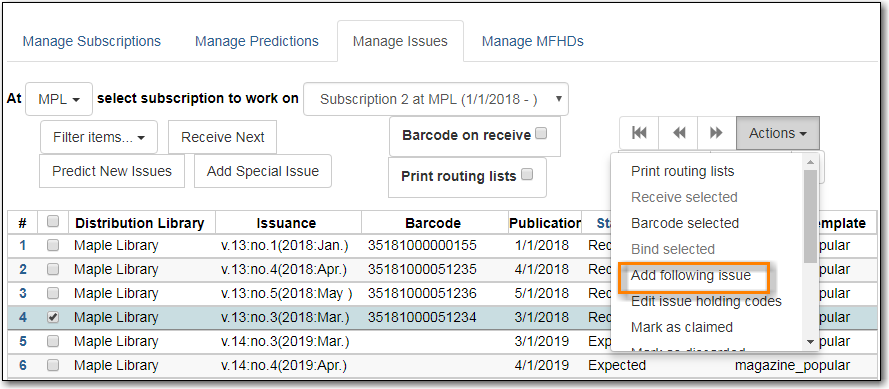 Manage Subscriptions Manage Predictions Manage Issues Manage MFHDs
At MPL select subscription to work on Subscription 2 at MPL (1/1/2018 - )
Filter items... Receive Next Barcode on receive Actions
Predict New Issues Add Special Issue Print routing lists
Print routing lists
Receive selected
Barcode selected
Bind selected
Add following issue
Edit issue holding codes
Mark as claimed
# Distribution Library Issuance Barcode Publication Sta template
1 Maple Library v.13:no.1(2018:Jan.) 35181000000155 1/1/2018 Rec pular
2 Maple Library v.13:no.4(2018:Apr.) 35181000051235 4/1/2018 Rec pular
3 Maple Library v.13:no.5(2018:May ) 35181000051236 5/1/2018 Rec pular
4 Maple Library v.13:no.3(2018:Mar.) 35181000051234 3/1/2018 Rec pular
5 Maple Library v.14:no.3(2019:Mar.) 3/1/2019 Exp pular
6 Maple Library v.14:no.4(2019:Apr.) 4/1/2019 Expected magazine_popular